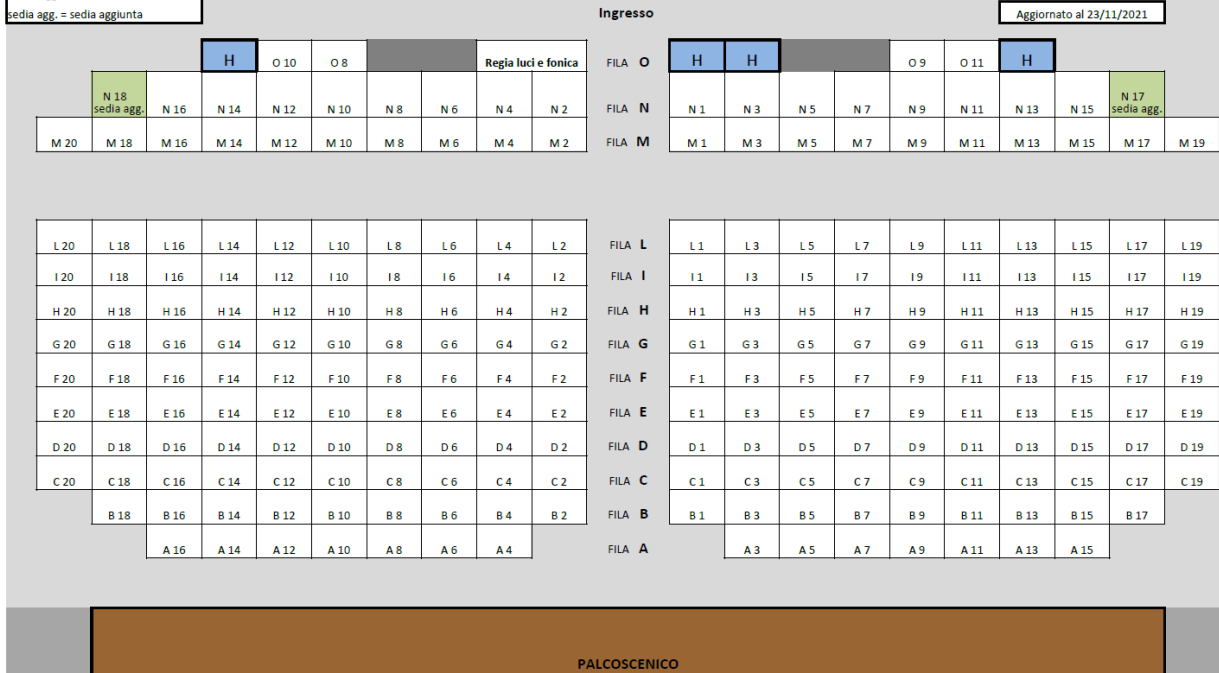 sedia agg. = sedia aggiunta
Ingresso
Aggiornato al 23/11/2021
H O 10 O 8 Regia luci e fonica FILA O H H O 9 O 11 H
N 18 sedia agg. N 16 N 14 N 12 N 10 N 8 N 6 N 4 N 2 FILA N N 1 N 3 N 5 N 7 N 9 N 11 N 13 N 15 N 17 sedia agg.
M 20 M 18 M 16 M 14 M 12 M 10 M 8 M 6 M 4 M 2 FILA M M 1 M 3 M 5 M 7 M 9 M 11 M 13 M 15 M 17 M 19
L 20 L 18 L 16 L 14 L 12 L 10 L 8 L 6 L 4 L 2 FILA L L 1 L 3 L 5 L 7 L 9 L 11 L 13 L 15 L 17 L 19
I 20 I 18 I 16 I 14 I 12 I 10 I 8 I 6 I 4 I 2 FILA I I 1 I 3 I 5 I 7 I 9 I 11 I 13 I 15 I 17 I 19
H 20 H 18 H 16 H 14 H 12 H 10 H 8 H 6 H 4 H 2 FILA H H 1 H 3 H 5 H 7 H 9 H 11 H 13 H 15 H 17 H 19
G 20 G 18 G 16 G 14 G 12 G 10 G 8 G 6 G 4 G 2 FILA G G 1 G 3 G 5 G 7 G 9 G 11 G 13 G 15 G 17 G 19
F 20 F 18 F 16 F 14 F 12 F 10 F 8 F 6 F 4 F 2 FILA F F 1 F 3 F 5 F 7 F 9 F 11 F 13 F 15 F 17 F 19
E 20 E 18 E 16 E 14 E 12 E 10 E 8 E 6 E 4 E 2 FILA E E 1 E 3 E 5 E 7 E 9 E 11 E 13 E 15 E 17 E 19
D 20 D 18 D 16 D 14 D 12 D 10 D 8 D 6 D 4 D 2 FILA D D 1 D 3 D 5 D 7 D 9 D 11 D 13 D 15 D 17 D 19
C 20 C 18 C 16 C 14 C 12 C 10 C 8 C 6 C 4 C 2 FILA C C 1 C 3 C 5 C 7 C 9 C 11 C 13 C 15 C 17 C 19
B 18 B 16 B 14 B 12 B 10 B 8 B 6 B 4 B 2 FILA B B 1 B 3 B 5 B 7 B 9 B 11 B 13 B 15 B 17
A 16 A 14 A 12 A 10 A 8 A 6 A 4 FILA A A 3 A 5 A 7 A 9 A 11 A 13 A 15
PALCOSCENICO